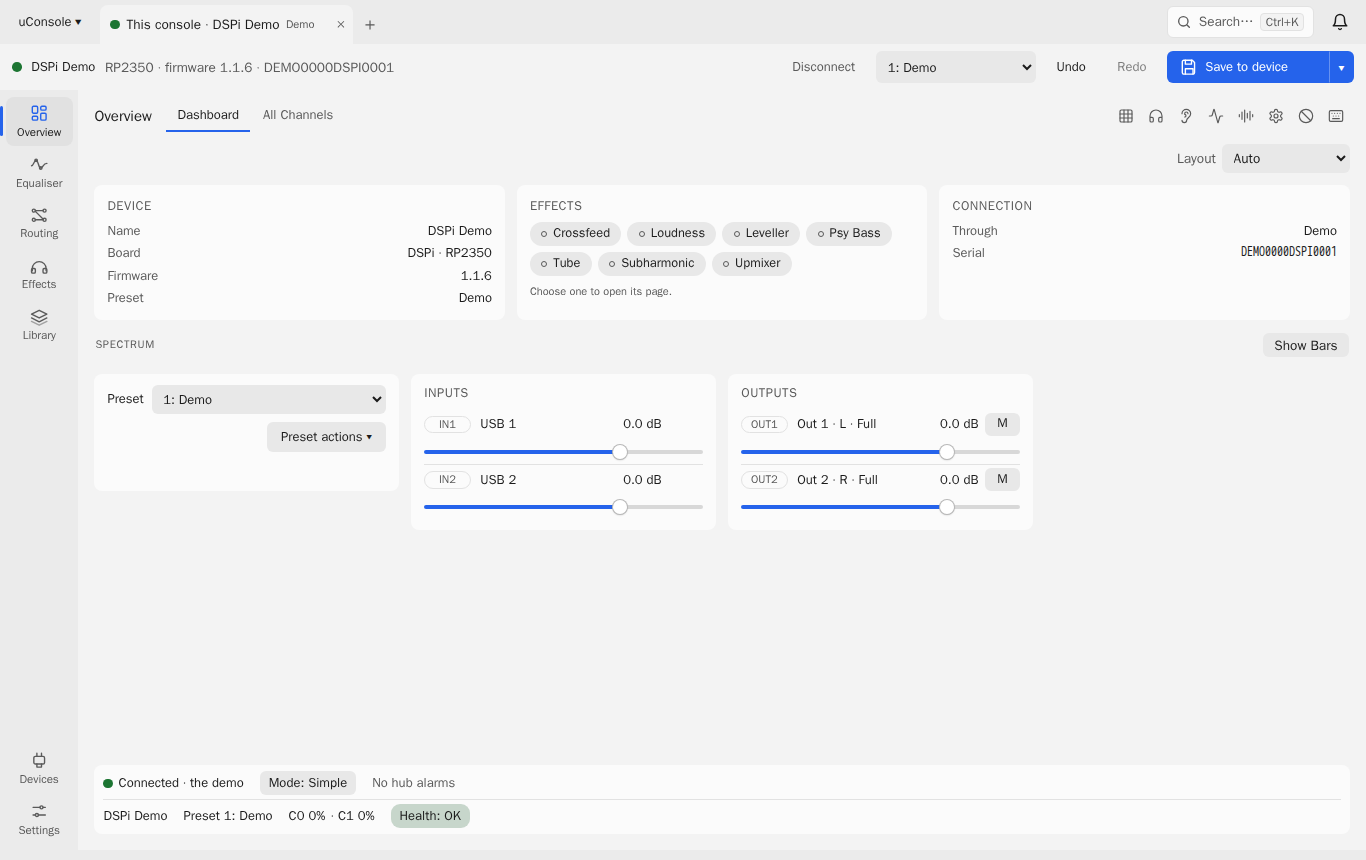 uConsole ▾
This console · DSPi Demo Demo ×
+
Search··· Ctrl+K
DSPi Demo RP2350 · firmware 1.1.6 · DEMO0000DSPI0001
Disconnect 1: Demo Undo Redo Save to device ▾
Overview
Equaliser
Routing
Effects
Library
Devices
Settings
Overview Dashboard All Channels
Layout Auto
DEVICE
Name DSPi Demo
Board DSPi · RP2350
Firmware 1.1.6
Preset Demo
EFFECTS
Crossfeed Loudness Leveller Psy Bass
Tube Subharmonic Upmixer
Choose one to open its page.
CONNECTION
Through Demo
Serial DEMO0000DSPI0001
SPECTRUM Show Bars
Preset 1: Demo
Preset actions ▾
INPUTS
IN1 USB 1 0.0 dB
IN2 USB 2 0.0 dB
OUTPUTS
OUT1 Out 1 · L · Full 0.0 dB M
OUT2 Out 2 · R · Full 0.0 dB M
Connected · the demo Mode: Simple No hub alarms
DSPi Demo Preset 1: Demo C0 0% · C1 0% Health: OK